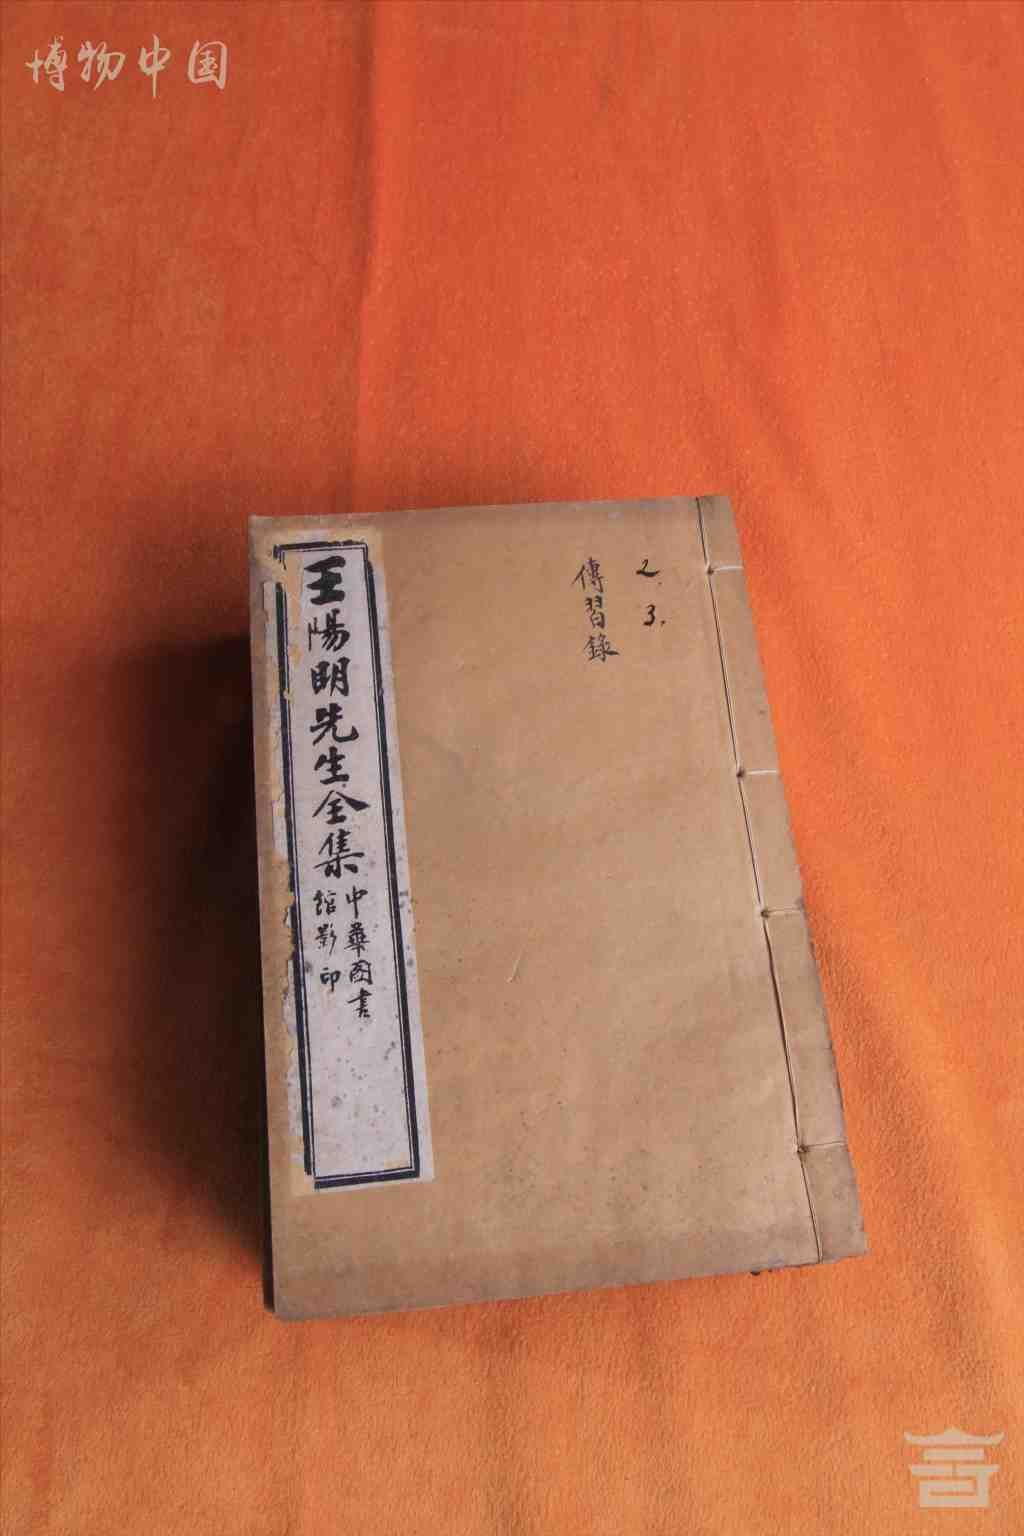 博物中国
2.
3.
傳習錄
王陽明先生全集
中華圖書
館影印